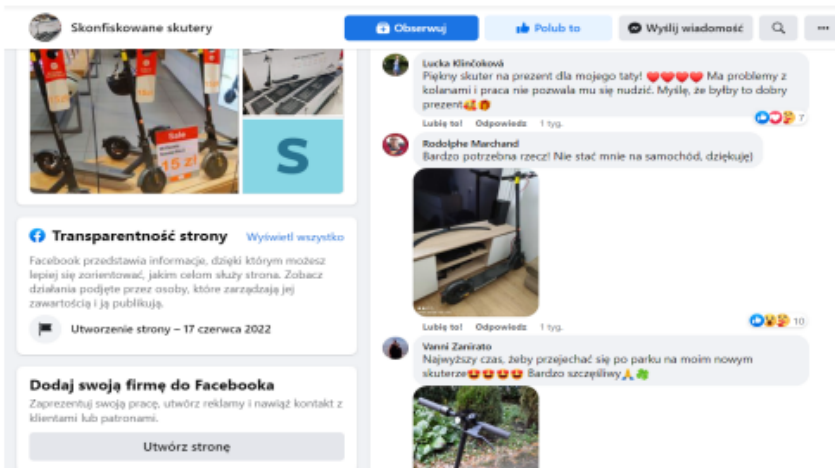 Skonfiskowane skutery
Obserwuj
Polub to
Wyślij wiadomość
Sale
15 zł
S
Transparentność strony
Wyświetl wszystko
Facebook przedstawia informacje, dzięki którym możesz
lepiej się zorientować, jakim celom służy strona. Zobacz
działania podjęte przez osoby, które zarządzają jej
zawartością i ją publikują.
Utworzenie strony – 17 czerwca 2022
Dodaj swoją firmę do Facebooka
Zaprezentuj swoją pracę, utwórz reklamy i nawiąż kontakt z
klientami lub patronami.
Utwórz stronę
Lucka Klinčoková
Piękny skuter na prezent dla mojego taty! ❤❤❤❤ Ma problemy z
kolanami i praca nie pozwala mu się nudzić. Myślę, że byłby to dobry
prezent
Lubię to! Odpowiedz 1 tyg.
7
Rodolphe Marchand
Bardzo potrzebna rzecz! Nie stać mnie na samochód, dziękuję)
Lubię to! Odpowiedz 1 tyg.
10
Vanni Zanirato
Najwyższy czas, żeby przejechać się po parku na moim nowym
skuterze Bardzo szczęśliwy